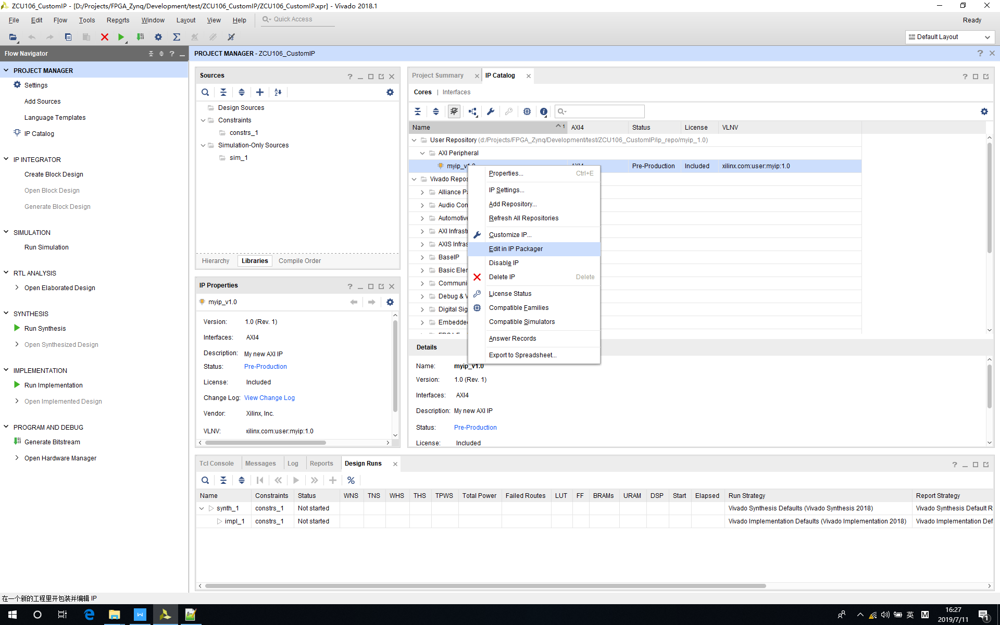 ZCU106_CustomIP - [D:/Projects/FPGA_Zynq/Development/test/ZCU106_CustomIP/ZCU106_CustomIP.xpr] - Vivado 2018.1
File Edit Flow Tools Reports Window Layout View Help Quick Access
Ready
Default Layout
Flow Navigator
PROJECT MANAGER
Settings
Add Sources
Language Templates
IP Catalog
IP INTEGRATOR
Create Block Design
Open Block Design
Generate Block Design
SIMULATION
Run Simulation
RTL ANALYSIS
Open Elaborated Design
SYNTHESIS
Run Synthesis
Open Synthesized Design
IMPLEMENTATION
Run Implementation
Open Implemented Design
PROGRAM AND DEBUG
Generate Bitstream
Open Hardware Manager
PROJECT MANAGER - ZCU106_CustomIP
Sources
Design Sources
Constraints
constrs_1
Simulation-Only Sources
sim_1
Hierarchy Libraries Compile Order
IP Properties
myip_v1.0
Version: 1.0 (Rev. 1)
Interfaces: AXI4
Description: My new AXI IP
Status: Pre-Production
License: Included
Change Log: View Change Log
Vendor: Xilinx, Inc.
VLNV: xilinx.com:user:myip:1.0
Project Summary IP Catalog
Cores | Interfaces
Name 1 AXI4 Status License VLNV
User Repository (d:/Projects/FPGA_Zynq/Development/test/ZCU106_CustomIP/ip_repo/myip_1.0)
AXI Peripheral
myip_v1.0 AXI4 Pre-Production Included xilinx.com:user:myip:1.0
Vivado Repos
Alliance Pa
Audio Con
Automotive
AXI Infrastr
AXIS Infras
BaseIP
Basic Elem
Communi
Debug & V
Digital Sig
Embedde
Properties... Ctrl+E
IP Settings...
Add Repository...
Refresh All Repositories
Customize IP...
Edit in IP Packager
Disable IP
Delete IP Delete
License Status
Compatible Families
Compatible Simulators
Answer Records
Export to Spreadsheet...
Details
Name: myip_v1.0
Version: 1.0 (Rev. 1)
Interfaces: AXI4
Description: My new AXI IP
Status: Pre-Production
License: Included
Tcl Console Messages Log Reports Design Runs
Name Constraints Status WNS TNS WHS THS TPWS Total Power Failed Routes LUT FF BRAMs URAM DSP Start Elapsed Run Strategy Report Strategy
synth_1 constrs_1 Not started Vivado Synthesis Defaults (Vivado Synthesis 2018) Vivado Synthesis Default R
impl_1 constrs_1 Not started Vivado Implementation Defaults (Vivado Implementation 2018) Vivado Implementation Def
在一个新的工程里开包装并编辑 IP
英 M 16:27
2019/7/11 1